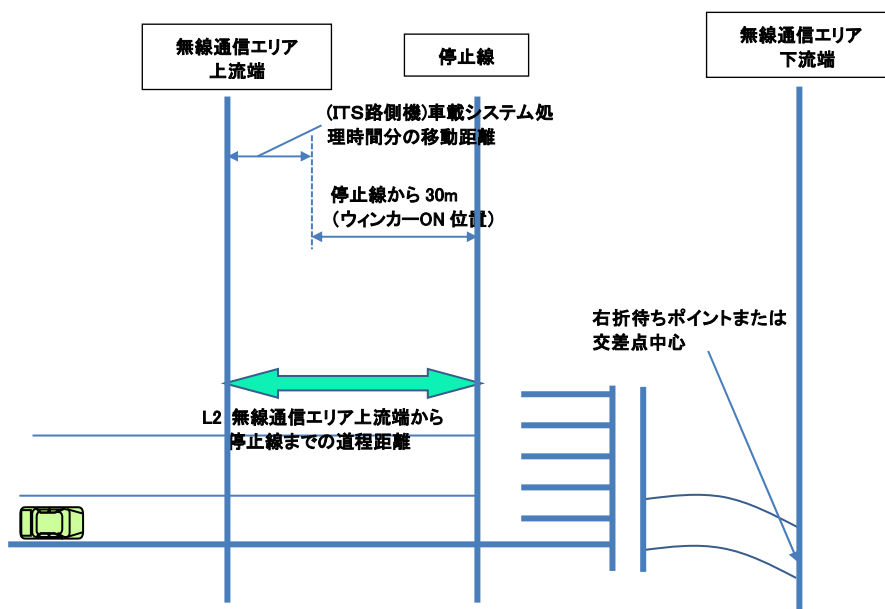 無線通信エリア
上流端
停止線
無線通信エリア
下流端
(ITS路側機)車載システム処
理時間分の移動距離
停止線から 30m
（ウィンカーON 位置）
右折待ちポイントまたは
交差点中心
L2 無線通信エリア上流端から
停止線までの道程距離